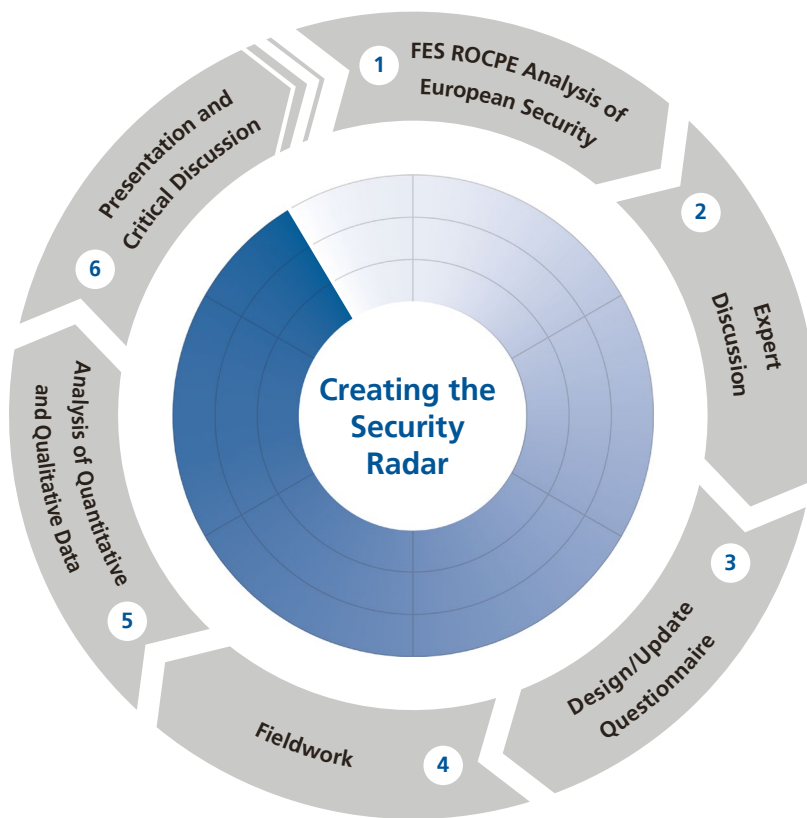 Creating the
Security
Radar
1
FES ROCPE Analysis of
European Security
2
Expert
Discussion
3
Design/Update
Questionnaire
4
Fieldwork
5
Analysis of Quantitative
and Qualitative Data
6
Presentation and
Critical Discussion